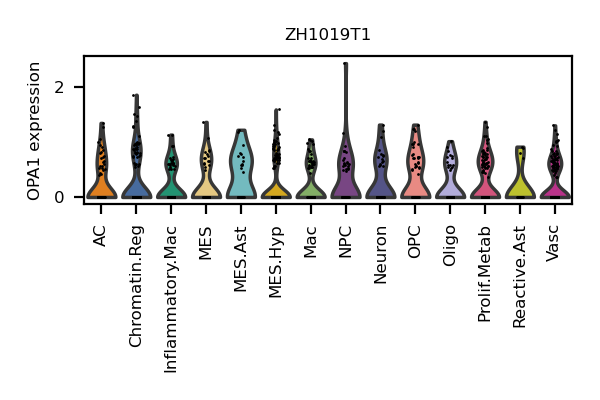 ZH1019T1
OPA1 expression
2
0
AC
Chromatin.Reg
Inflammatory.Mac
MES
MES.Ast
MES.Hyp
Mac
NPC
Neuron
OPC
Oligo
Prolif.Metab
Reactive.Ast
Vasc